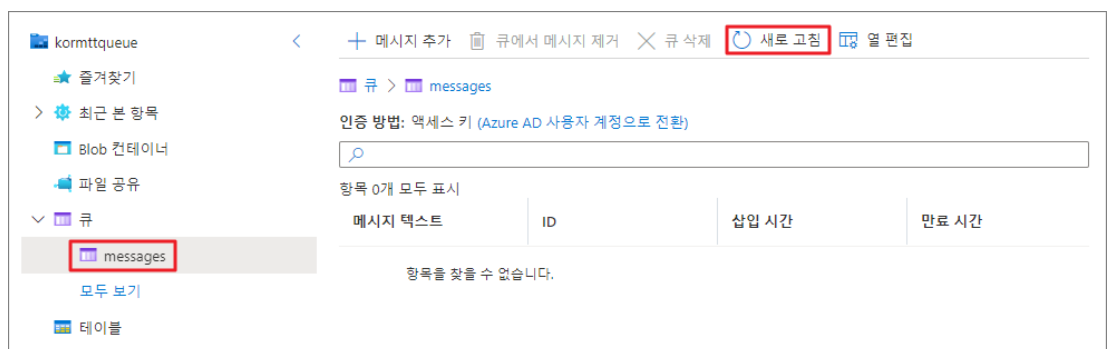 kormttqueue
즐겨찾기
최근 본 항목
Blob 컨테이너
파일 공유
큐
messages
모두 보기
테이블
메시지 추가 큐에서 메시지 제거 큐 삭제 새로 고침 열 편집
큐 > messages
인증 방법: 액세스 키 (Azure AD 사용자 계정으로 전환)
항목 0개 모두 표시
메시지 텍스트 ID 삽입 시간 만료 시간
항목을 찾을 수 없습니다.